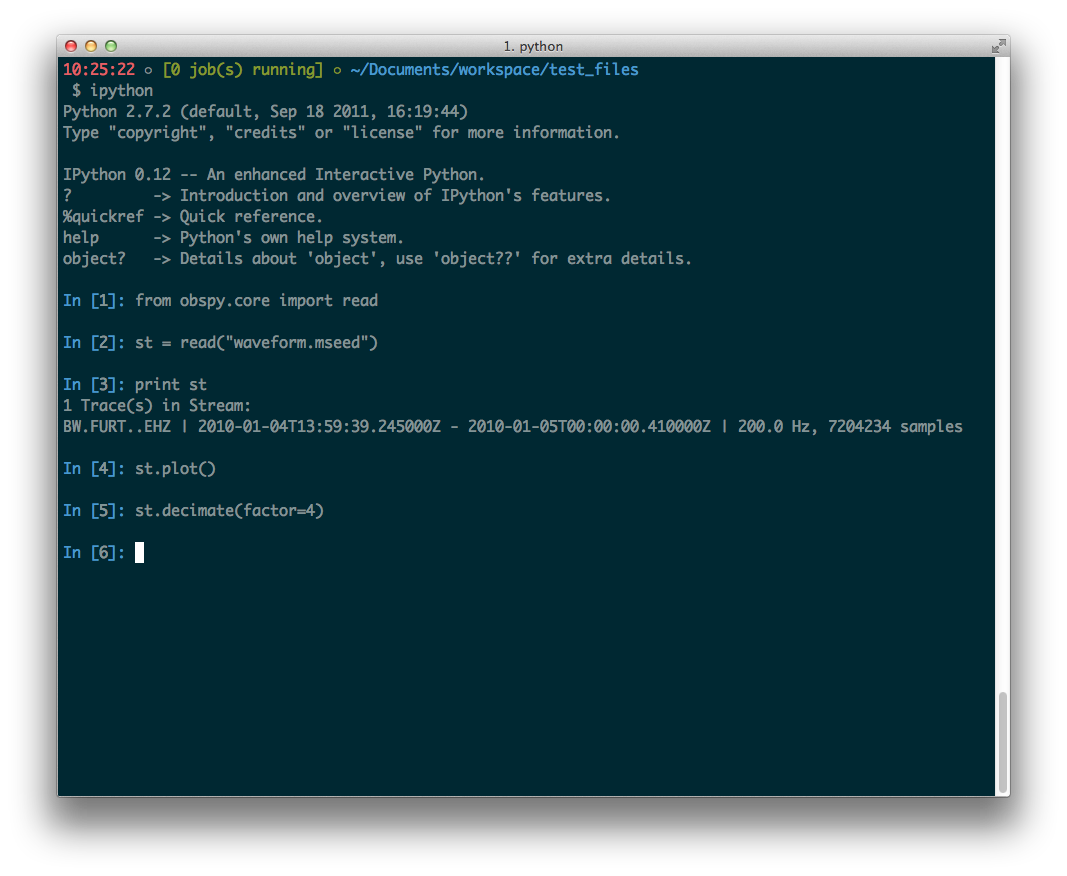 1. python
10:25:22 ○ [0 job(s) running] ○ ~/Documents/workspace/test_files
$ ipython
Python 2.7.2 (default, Sep 18 2011, 16:19:44)
Type "copyright", "credits" or "license" for more information.
IPython 0.12 -- An enhanced Interactive Python.
?         -> Introduction and overview of IPython's features.
%quickref -> Quick reference.
help      -> Python's own help system.
object?   -> Details about 'object', use 'object??' for extra details.
In [1]: from obspy.core import read
In [2]: st = read("waveform.mseed")
In [3]: print st
1 Trace(s) in Stream:
BW.FURT..EHZ | 2010-01-04T13:59:39.245000Z - 2010-01-05T00:00:00.410000Z | 200.0 Hz, 7204234 samples
In [4]: st.plot()
In [5]: st.decimate(factor=4)
In [6]: